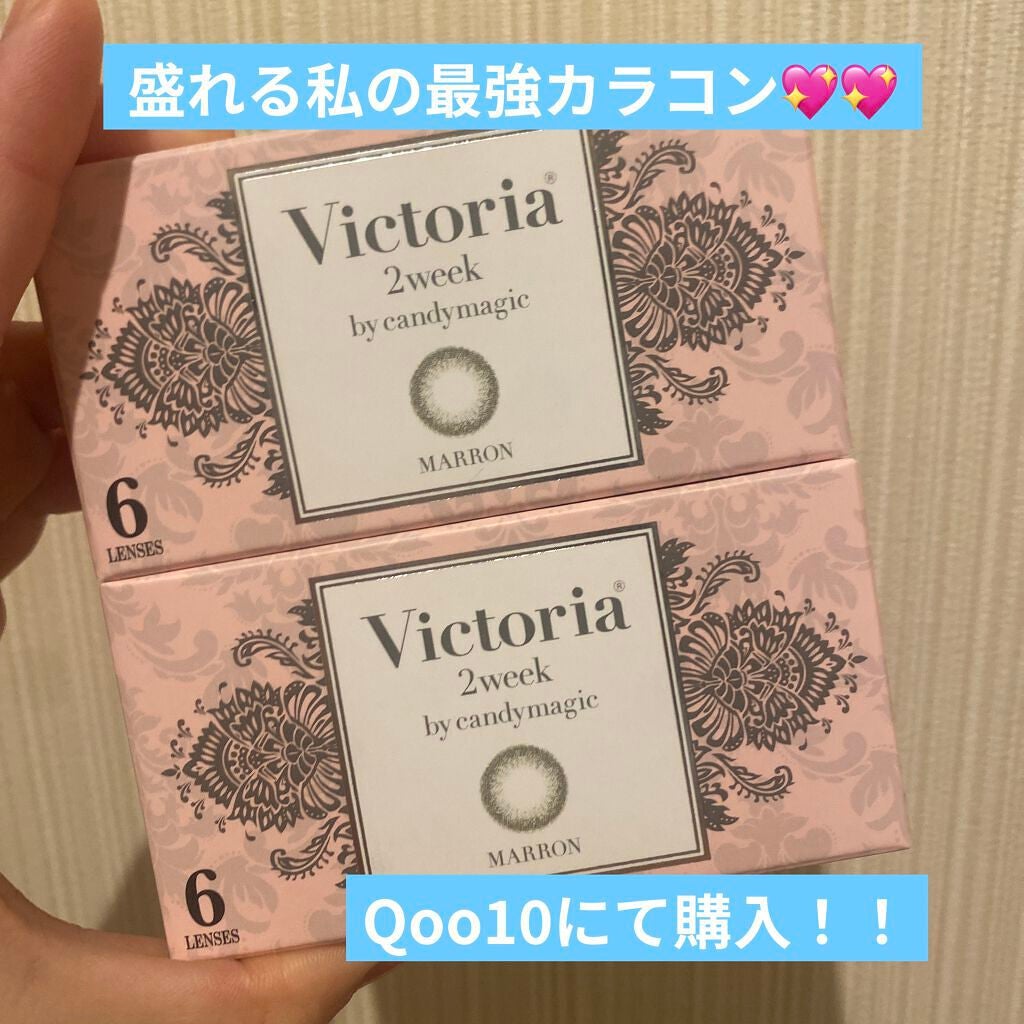 盛れる私の最強カラコン💖💖
Victoria®
2week
by candymagic
MARRON
6
LENSES
Victoria®
2week
by candymagic
MARRON
6
LENSES
Qoo10にて購入！！